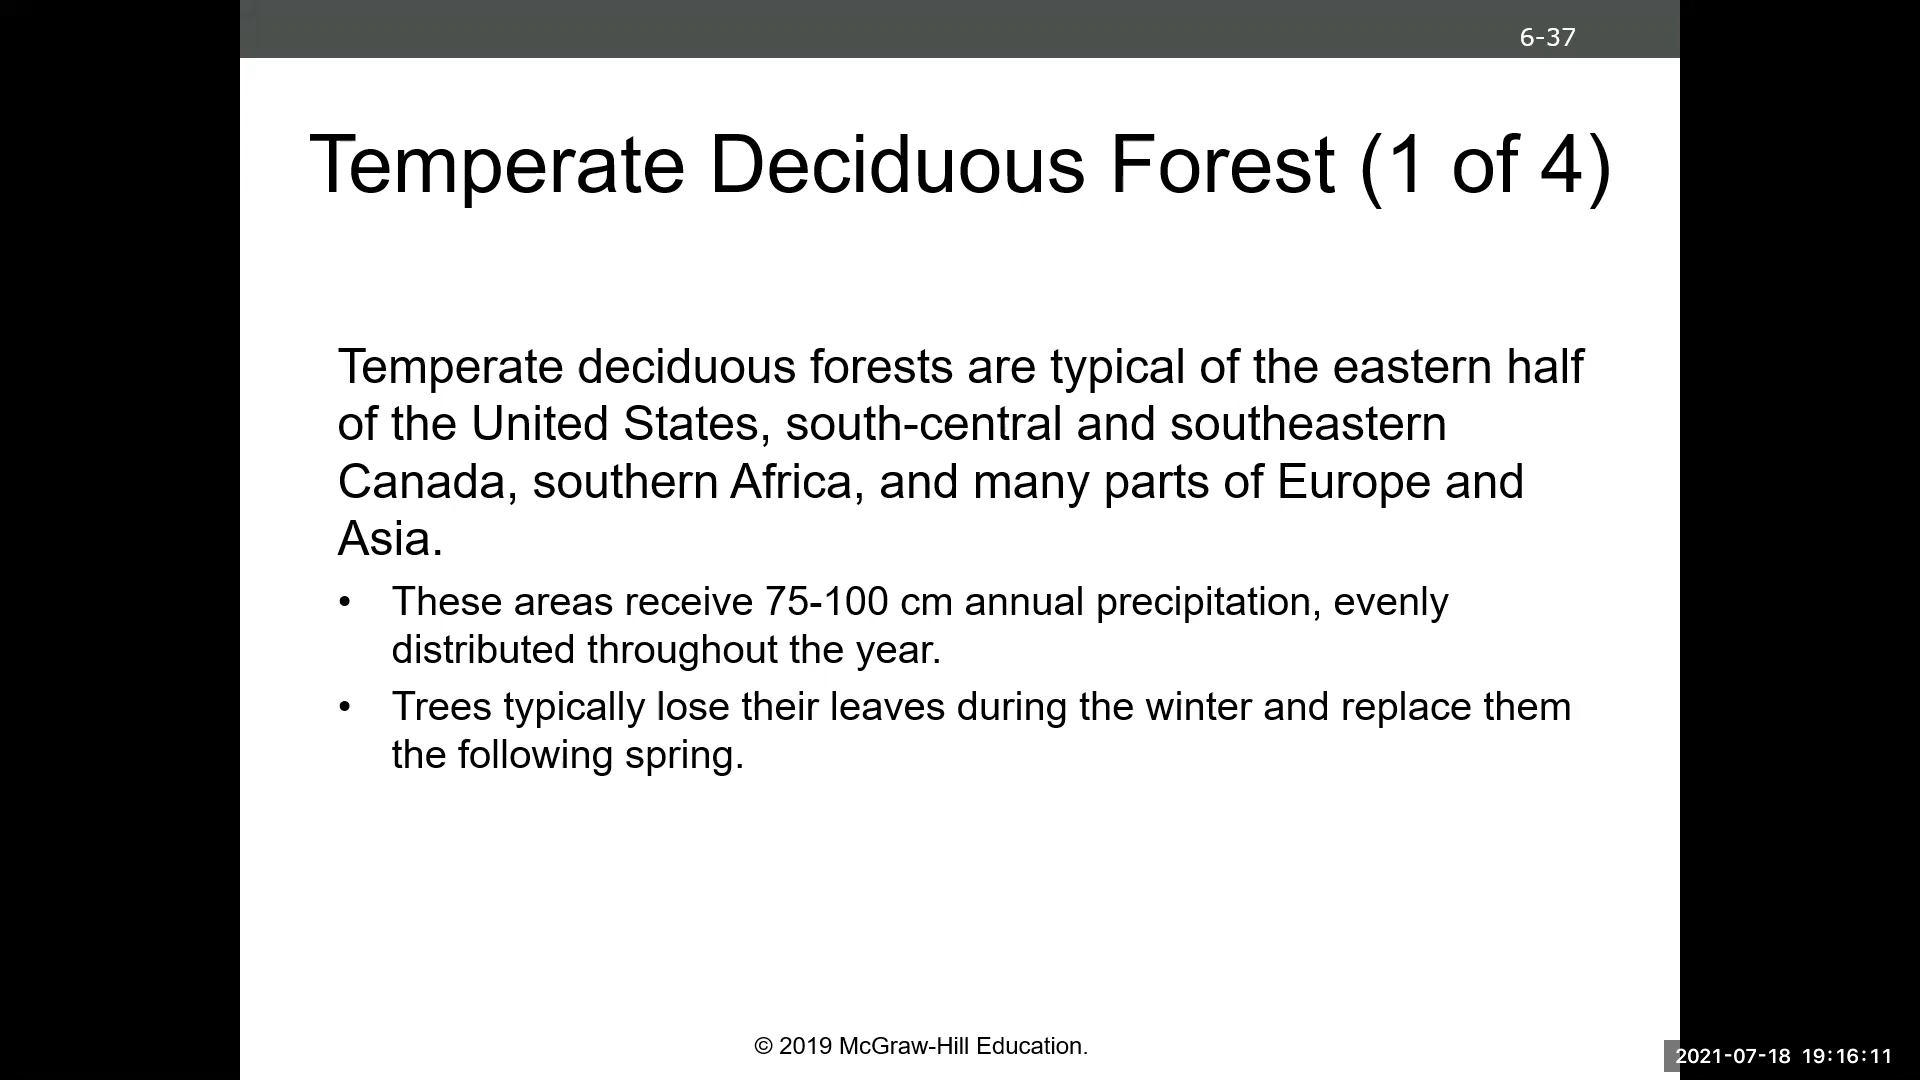 6-37
Temperate Deciduous Forest (1 of 4)
Temperate deciduous forests are typical of the eastern half
of the United States, south-central and southeastern
Canada, southern Africa, and many parts of Europe and
Asia.
• These areas receive 75-100 cm annual precipitation, evenly
distributed throughout the year.
• Trees typically lose their leaves during the winter and replace them
the following spring.
© 2019 McGraw-Hill Education.
2021-07-18 19:16:11